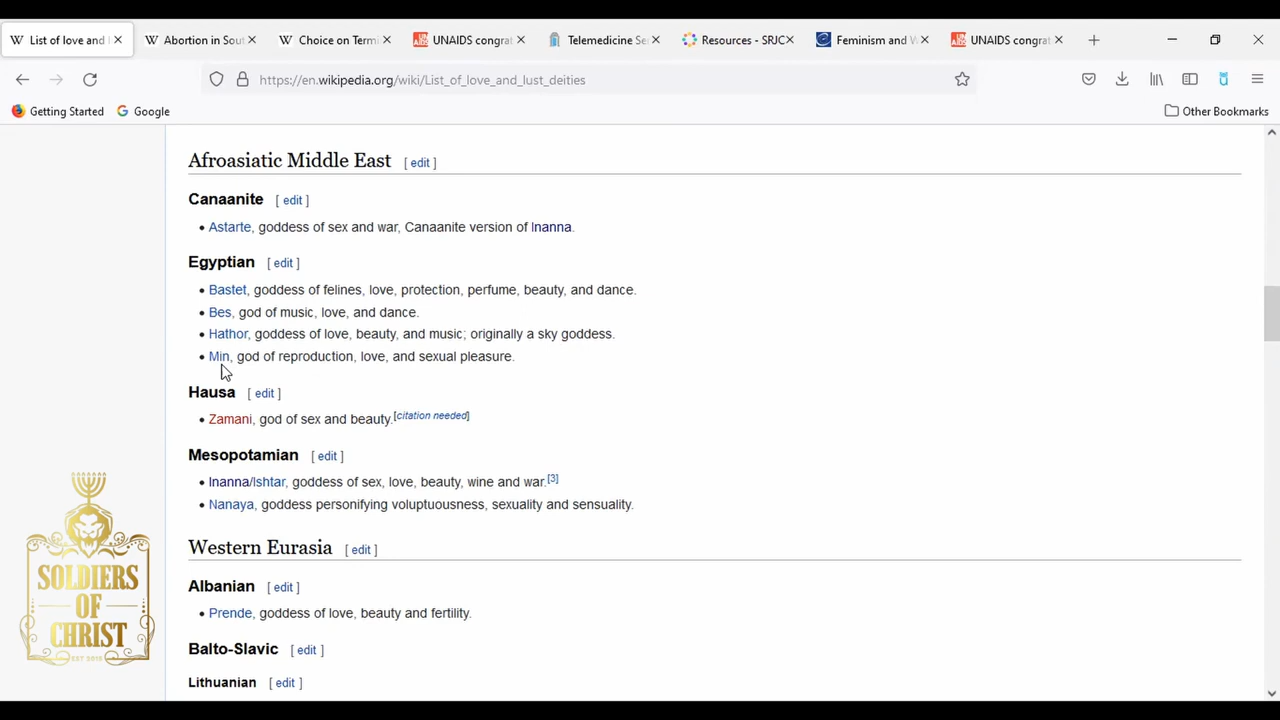 List of love and
Abortion in Sout
Choice on Termi
UNAIDS congrat
Telemedicine Se
Resources - SRJC
Feminism and W
UNAIDS congrat
https://en.wikipedia.org/wiki/List_of_love_and_lust_deities
Getting Started
Google
Other Bookmarks
Afroasiatic Middle East [ edit ]
Canaanite [ edit ]
• Astarte, goddess of sex and war, Canaanite version of Inanna.
Egyptian [ edit ]
• Bastet, goddess of felines, love, protection, perfume, beauty, and dance.
• Bes, god of music, love, and dance.
• Hathor, goddess of love, beauty, and music; originally a sky goddess.
• Min, god of reproduction, love, and sexual pleasure.
Hausa [ edit ]
• Zamani, god of sex and beauty.[citation needed]
Mesopotamian [ edit ]
• Inanna/Ishtar, goddess of sex, love, beauty, wine and war.[3]
• Nanaya, goddess personifying voluptuousness, sexuality and sensuality.
Western Eurasia [ edit ]
Albanian [ edit ]
• Prende, goddess of love, beauty and fertility.
Balto-Slavic [ edit ]
Lithuanian [ edit ]
SOLDIERS
OF
CHRIST